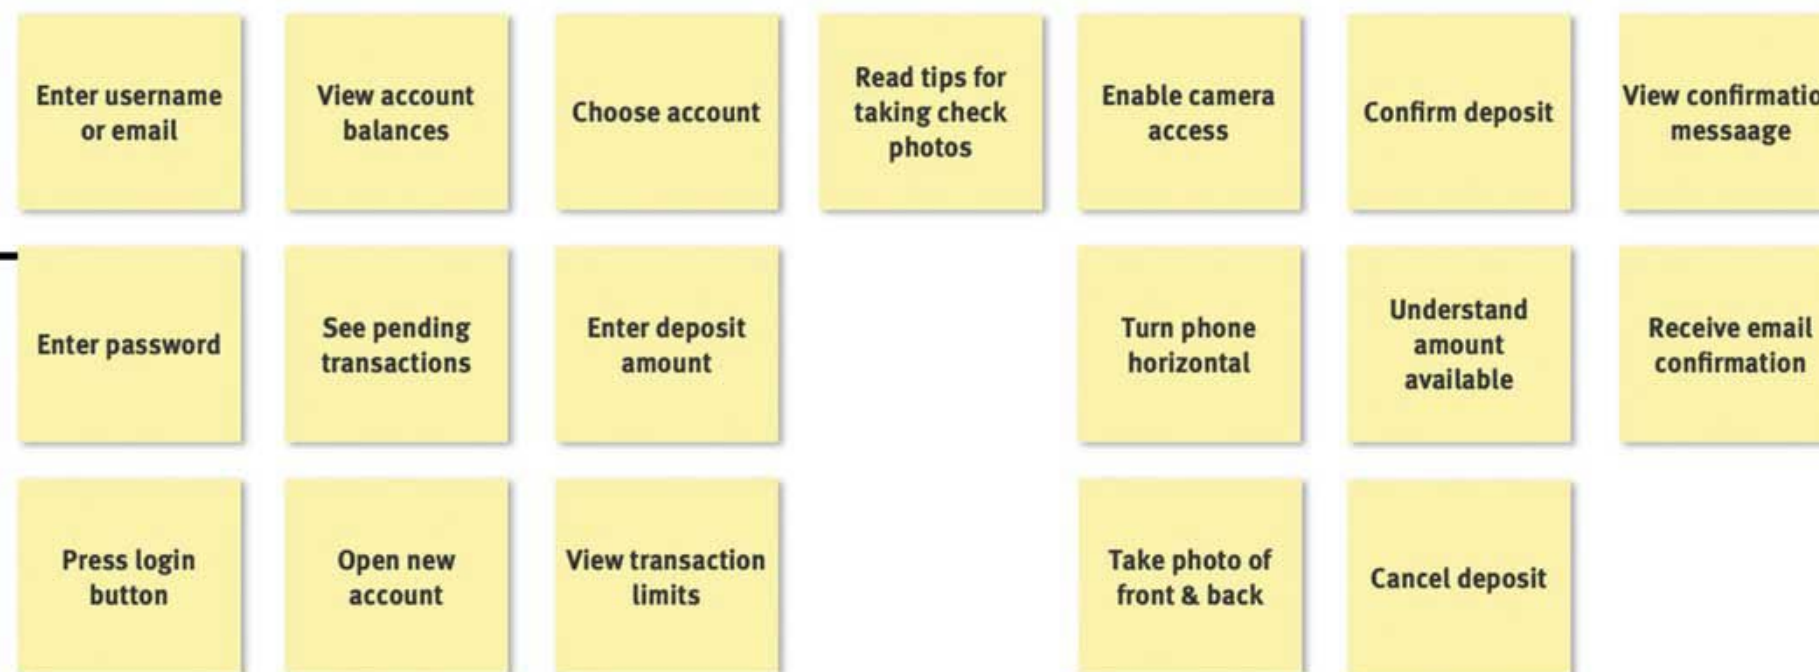 Enter username
or email
View account
balances
Choose account
Read tips for
taking check
photos
Enable camera
access
Confirm deposit
View confirmatio
messaage
Enter password
See pending
transactions
Enter deposit
amount
Turn phone
horizontal
Understand
amount
available
Receive email
confirmation
Press login
button
Open new
account
View transaction
limits
Take photo of
front & back
Cancel deposit